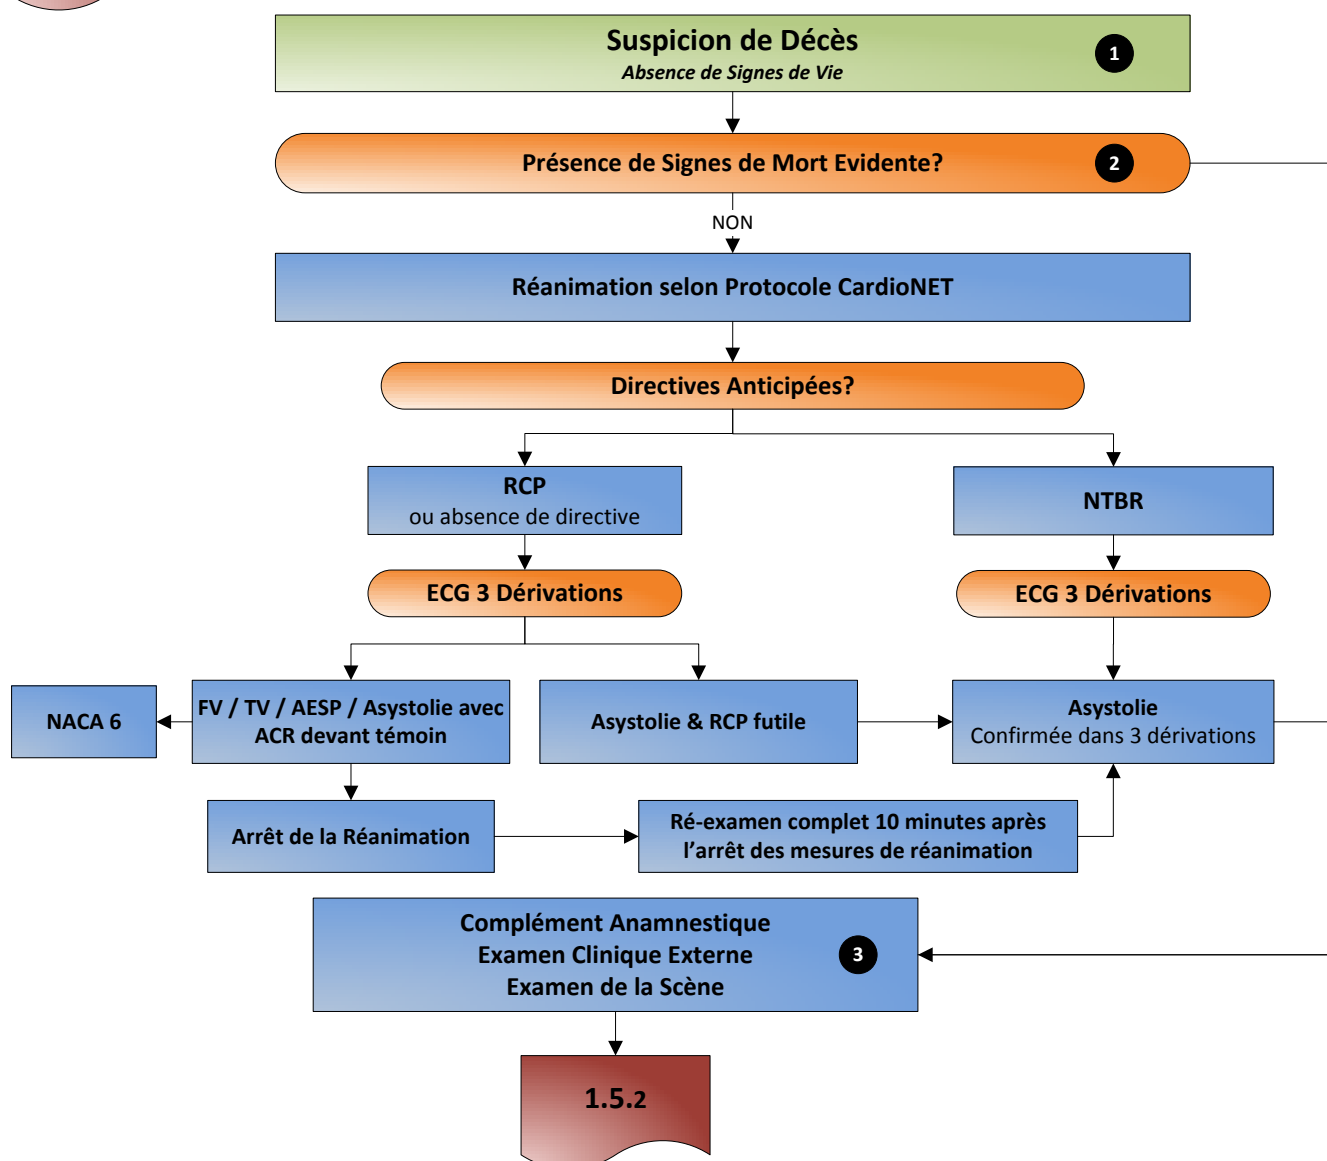 Suspicion de Décès
Absence de Signes de Vie
1
Présence de Signes de Mort Evidente?
2
NON
Réanimation selon Protocole CardioNET
Directives Anticipées?
RCP
ou absence de directive
NTBR
ECG 3 Dérivations
ECG 3 Dérivations
NACA 6
FV / TV / AESP / Asystolie avec
ACR devant témoin
Asystolie & RCP futile
Asystolie
Confirmée dans 3 dérivations
Arrêt de la Réanimation
Ré-examen complet 10 minutes après
l'arrêt des mesures de réanimation
Complément Anamnestique
Examen Clinique Externe
Examen de la Scène
3
1.5.2